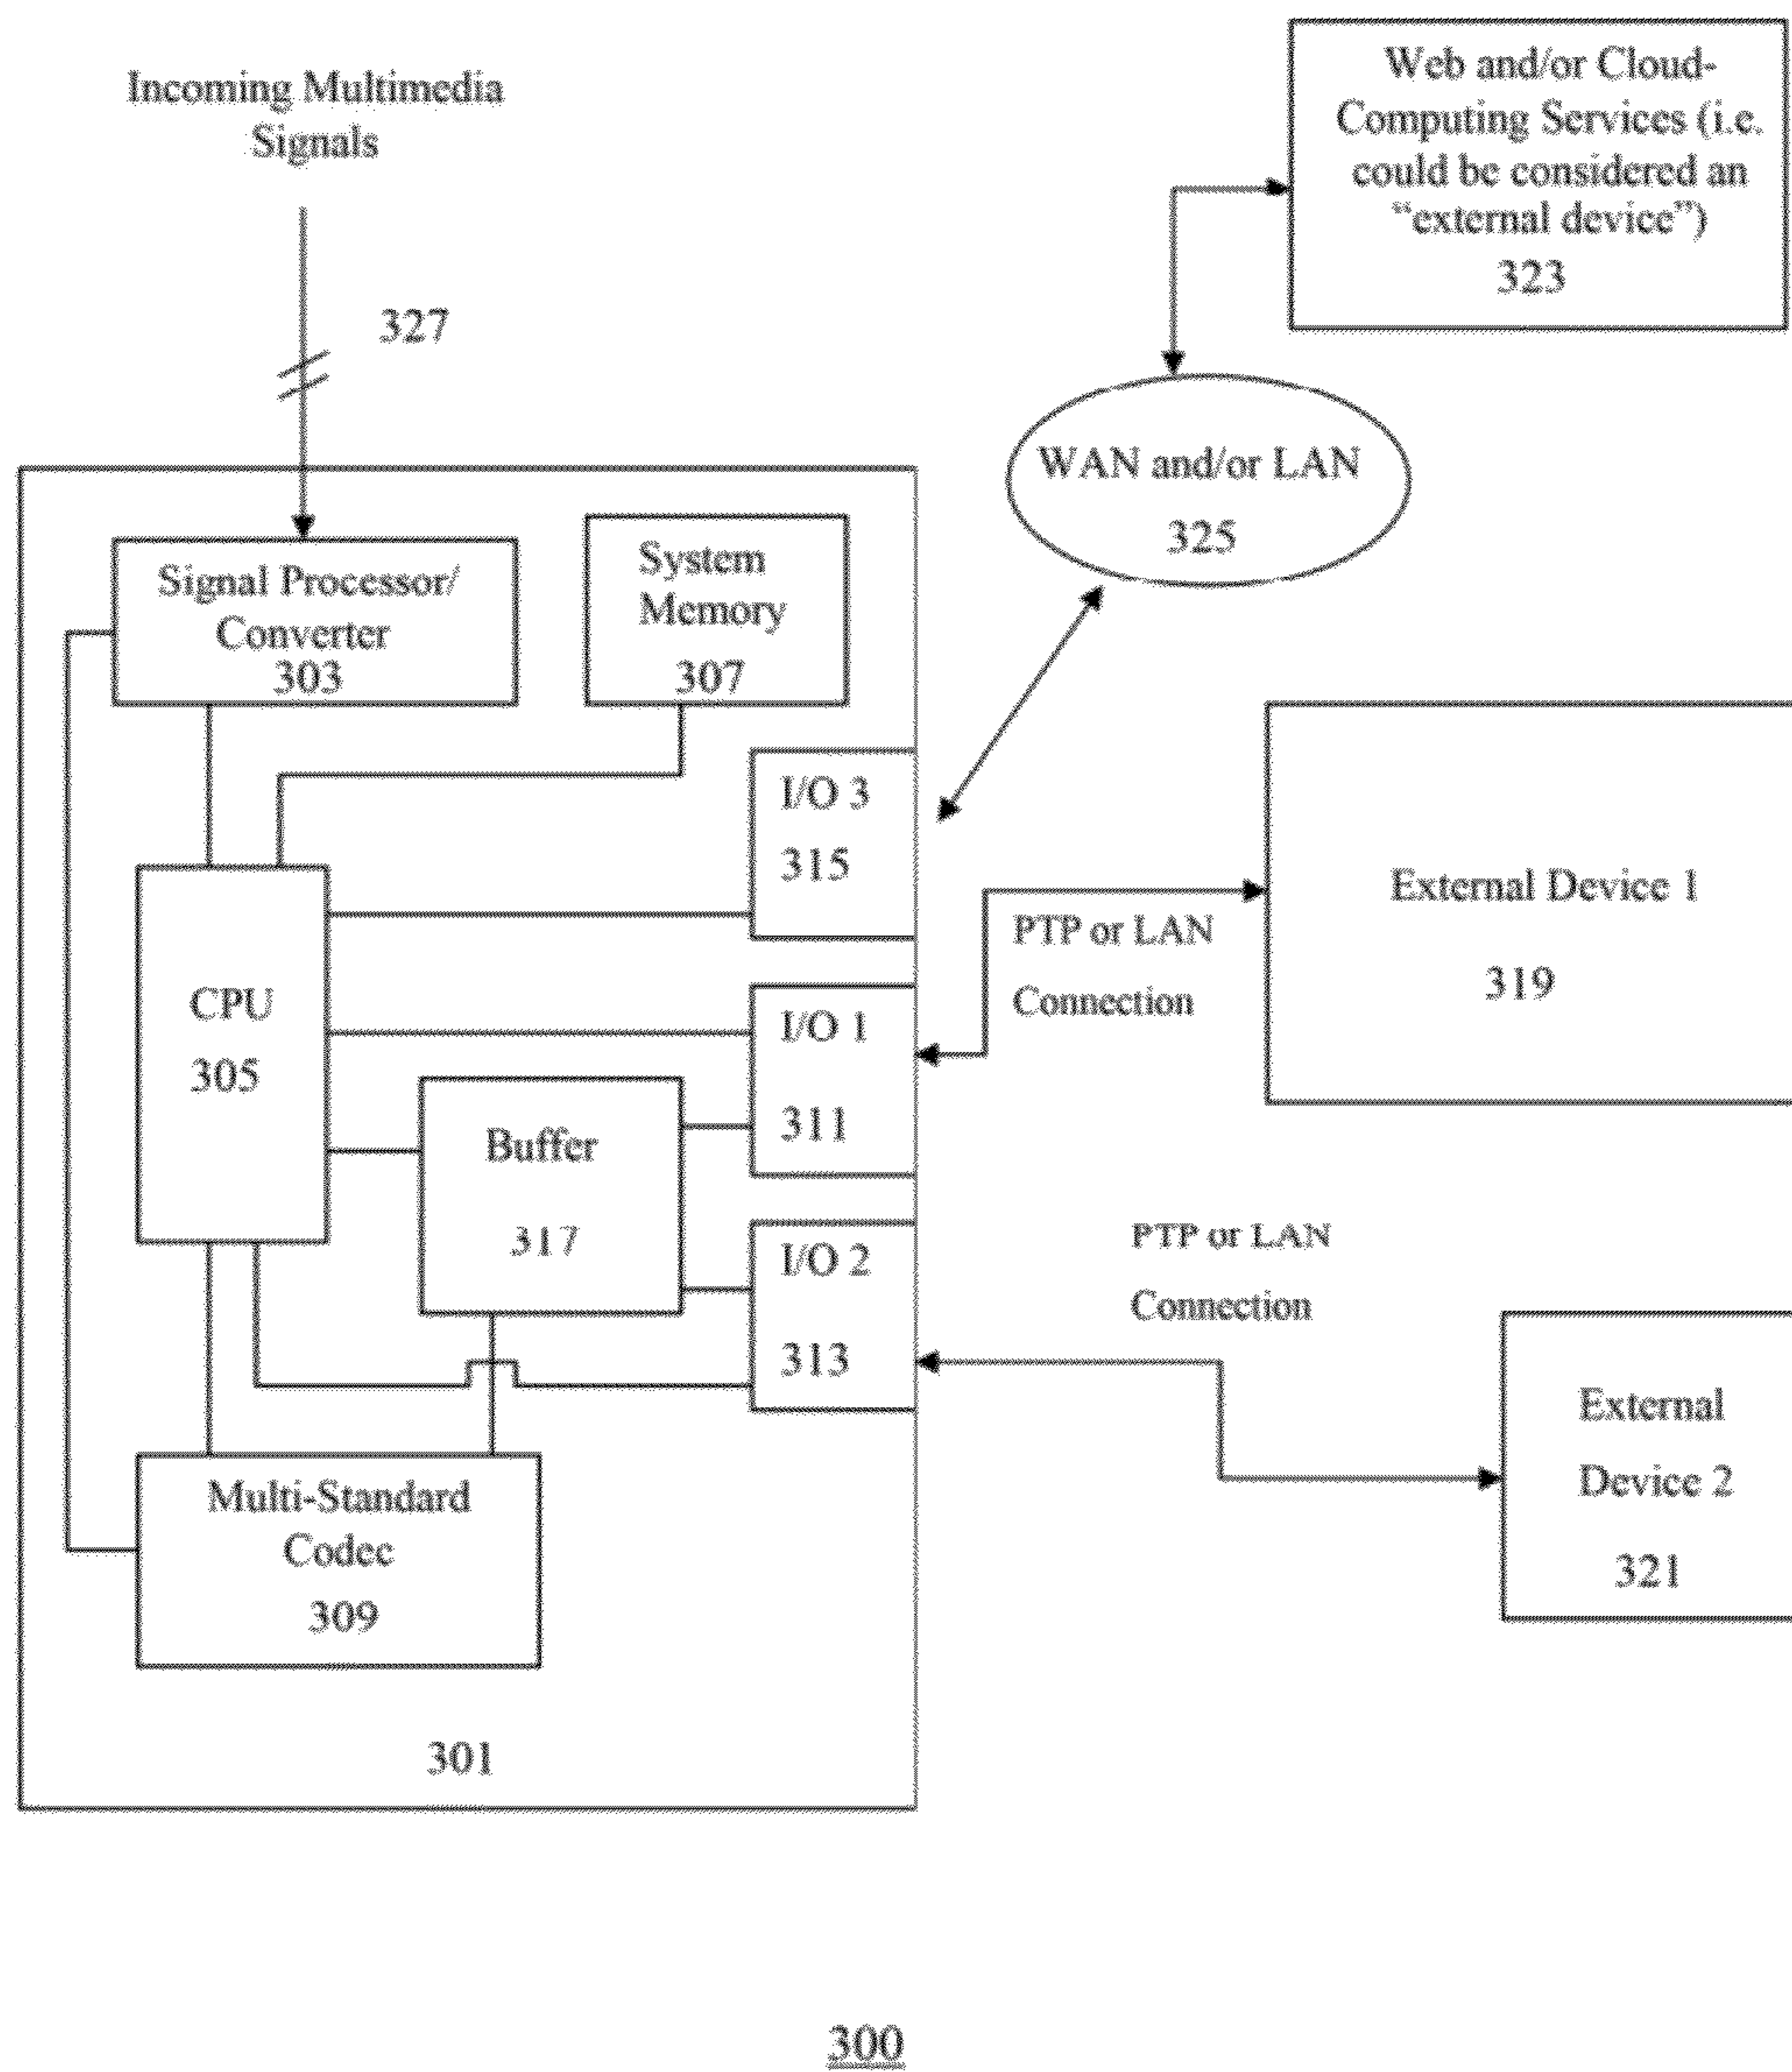 Incoming Multimedia
Signals
327
Web and/or Cloud-
Computing Services (i.e.
could be considered an
“external device”)
323
WAN and/or LAN
325
Signal Processor/
Converter
303
System
Memory
307
I/O 3
315
CPU
305
I/O 1
311
PTP or LAN
Connection
External Device 1
319
Buffer
317
I/O 2
313
PTP or LAN
Connection
External
Device 2
321
Multi-Standard
Codec
309
301
300